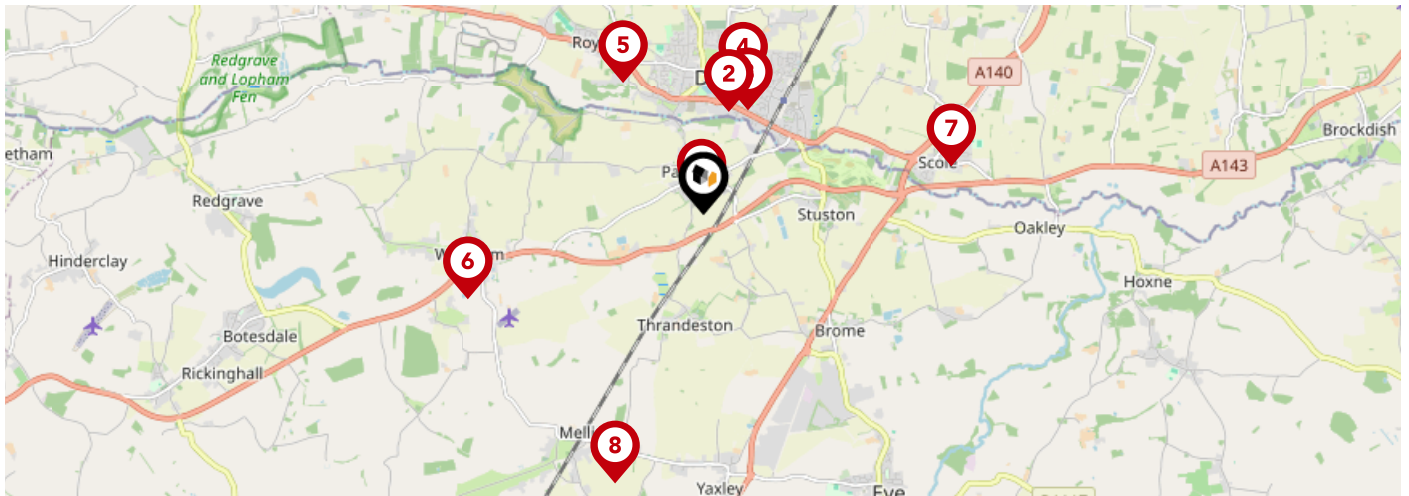 Roy
5
4
2
D
Redgrave
and Lopham
Fen
A140
7
Scole
Brockdish
A143
etham
Pa
Redgrave
Stuston
Oakley
W
m
6
Hinderclay
Hoxne
Thrandeston
Brome
Botesdale
Rickinghall
Melli
8
Yaxley
Eye